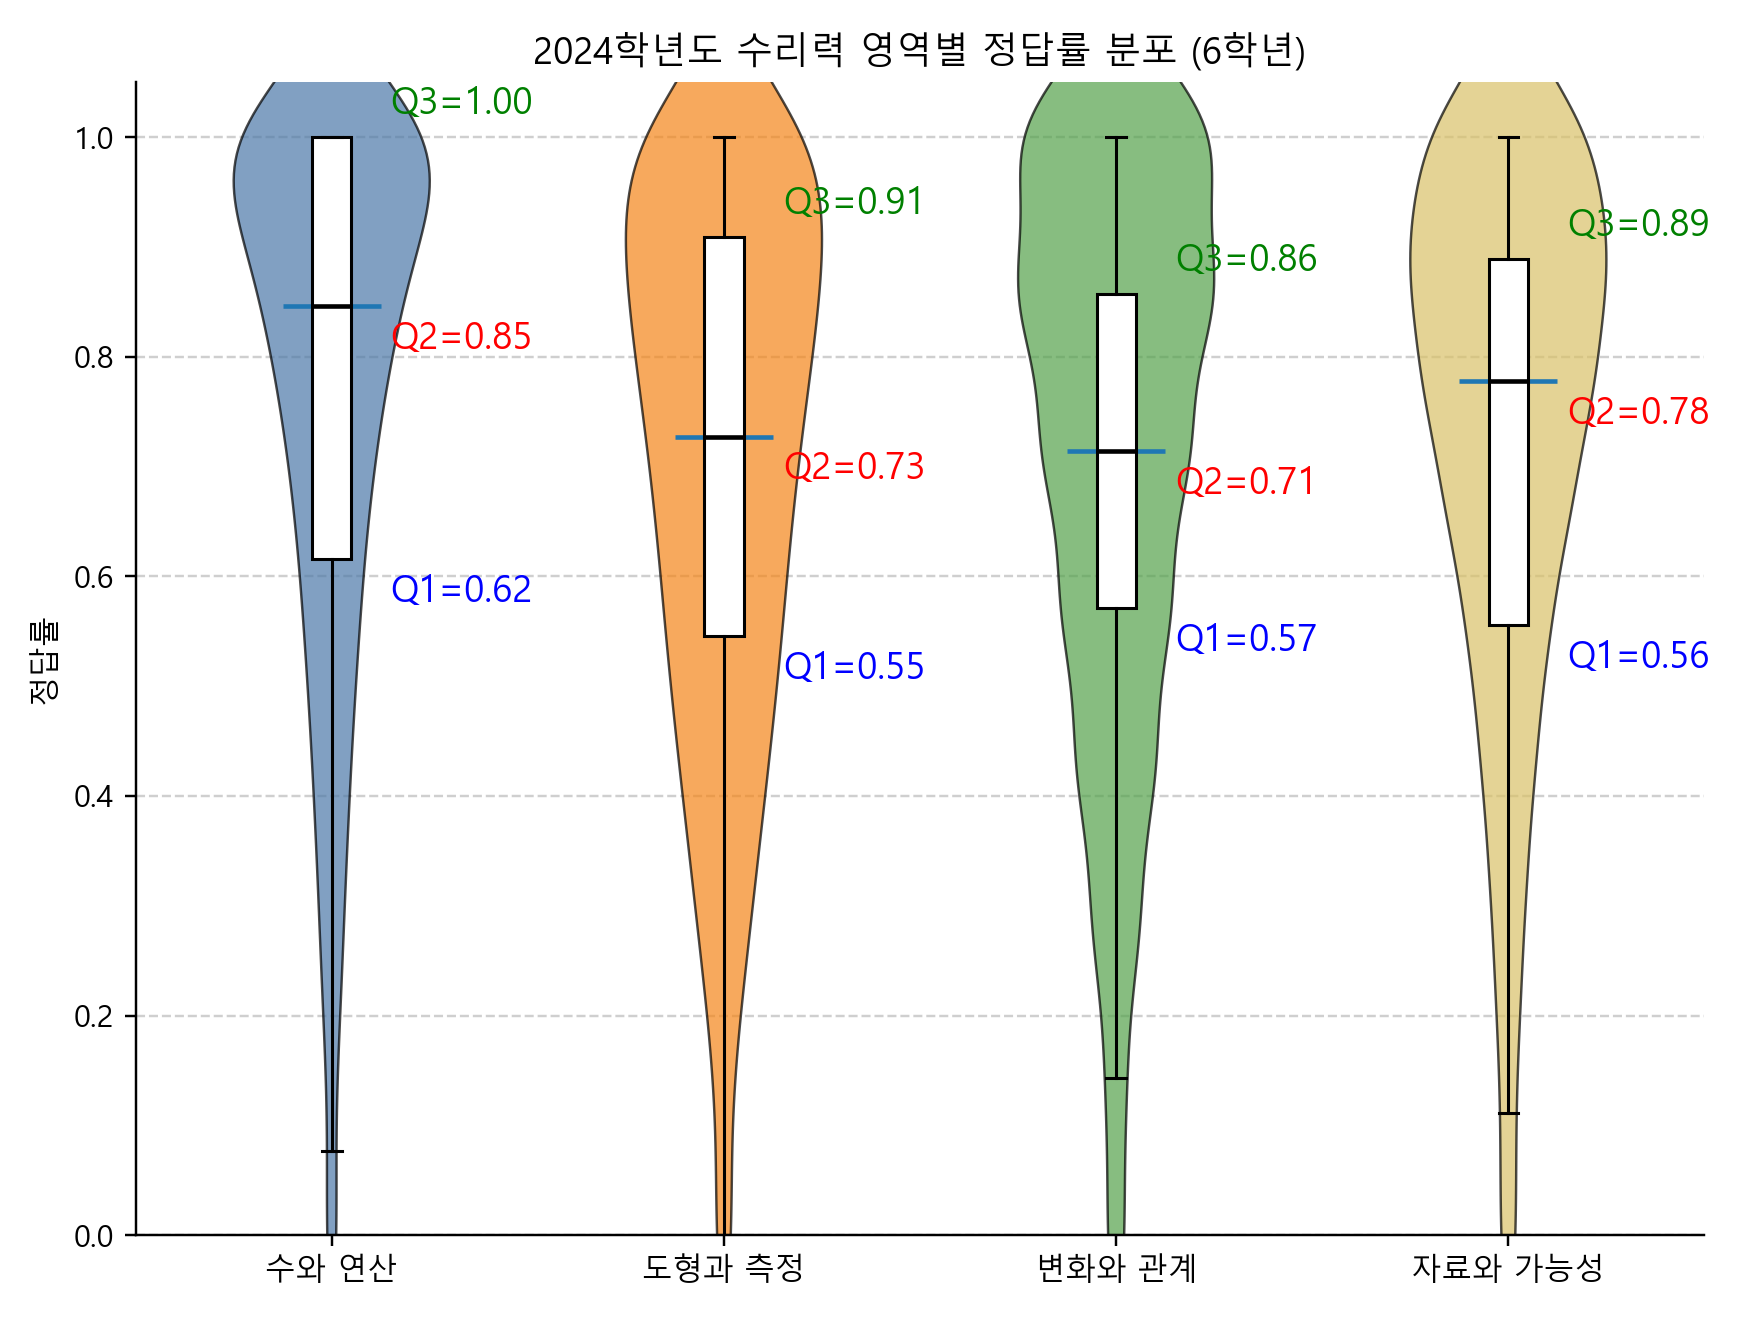 2024학년도 수리력 영역별 정답률 분포 (6학년)
정답률
1.0
0.8
0.6
0.4
0.2
0.0
Q3=1.00
Q2=0.85
Q1=0.62
Q3=0.91
Q2=0.73
Q1=0.55
Q3=0.86
Q2=0.71
Q1=0.57
Q3=0.89
Q2=0.78
Q1=0.56
수와 연산
도형과 측정
변화와 관계
자료와 가능성